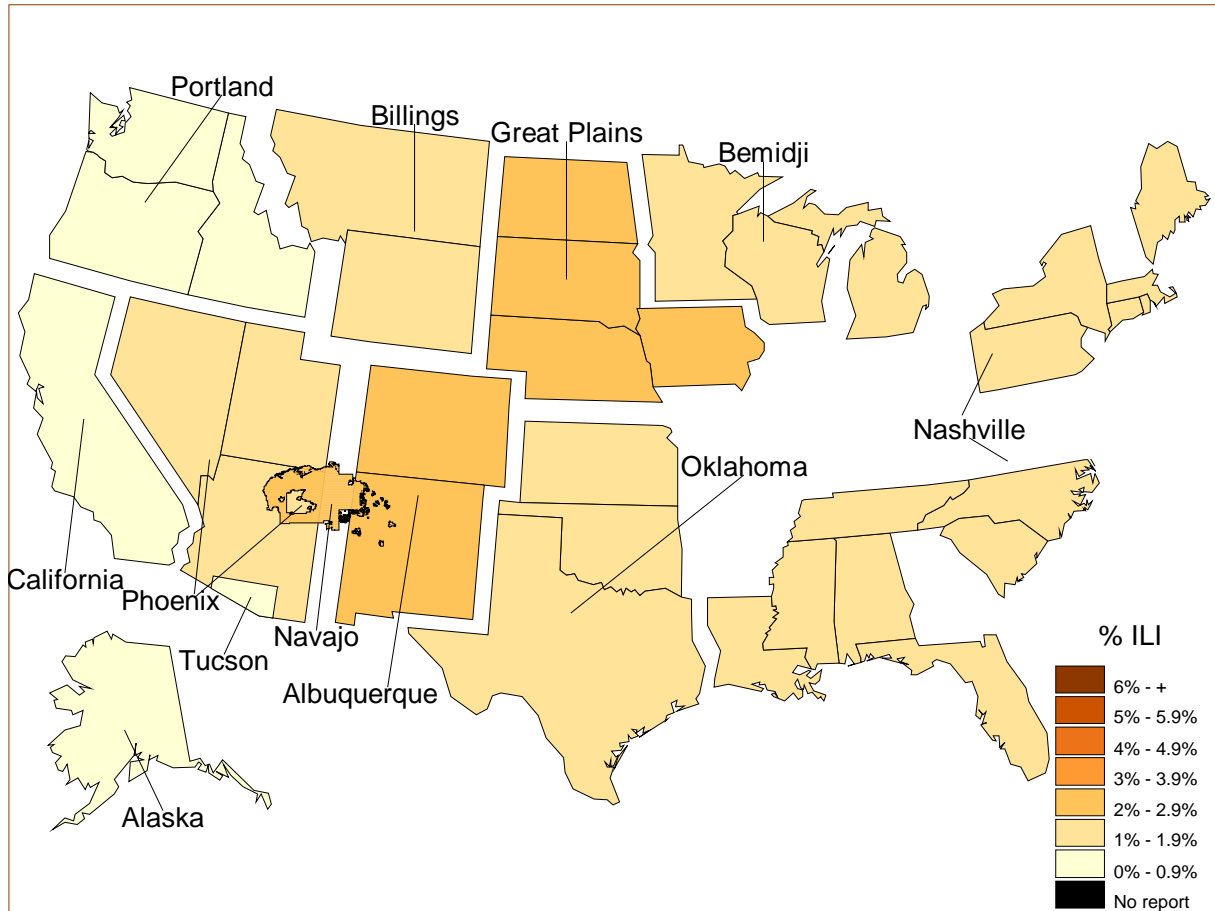 Portland
Billings
Great Plains
Bemidji
Nashville
Oklahoma
California
Phoenix
Navajo
Tucson
Albuquerque
Alaska
% ILI
6% - +
5% - 5.9%
4% - 4.9%
3% - 3.9%
2% - 2.9%
1% - 1.9%
0% - 0.9%
No report